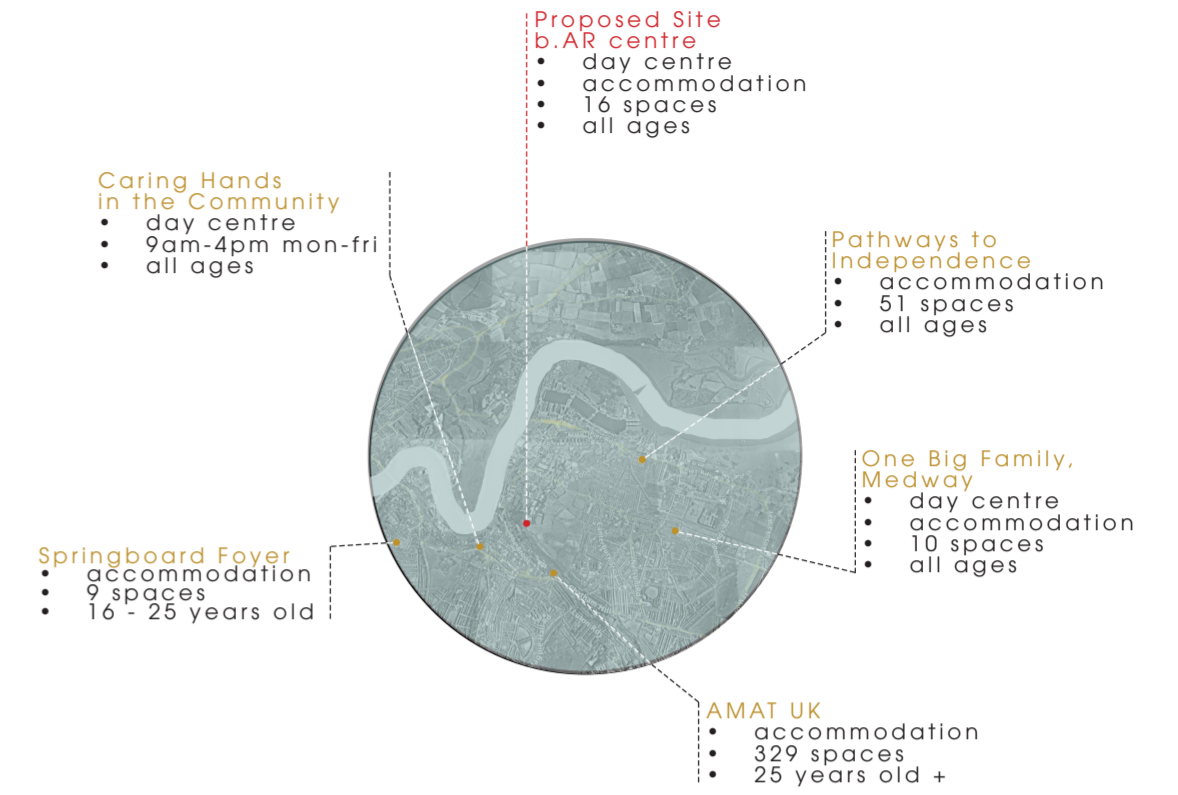 Proposed Site
b.AR centre
• day centre
• accommodation
• 16 spaces
• all ages
Caring Hands
in the Community
• day centre
• 9am-4pm mon-fri
• all ages
Pathways to
Independence
• accommodation
• 51 spaces
• all ages
One Big Family,
Medway
• day centre
• accommodation
• 10 spaces
• all ages
Springboard Foyer
• accommodation
• 9 spaces
• 16 - 25 years old
AMAT UK
• accommodation
• 329 spaces
• 25 years old +